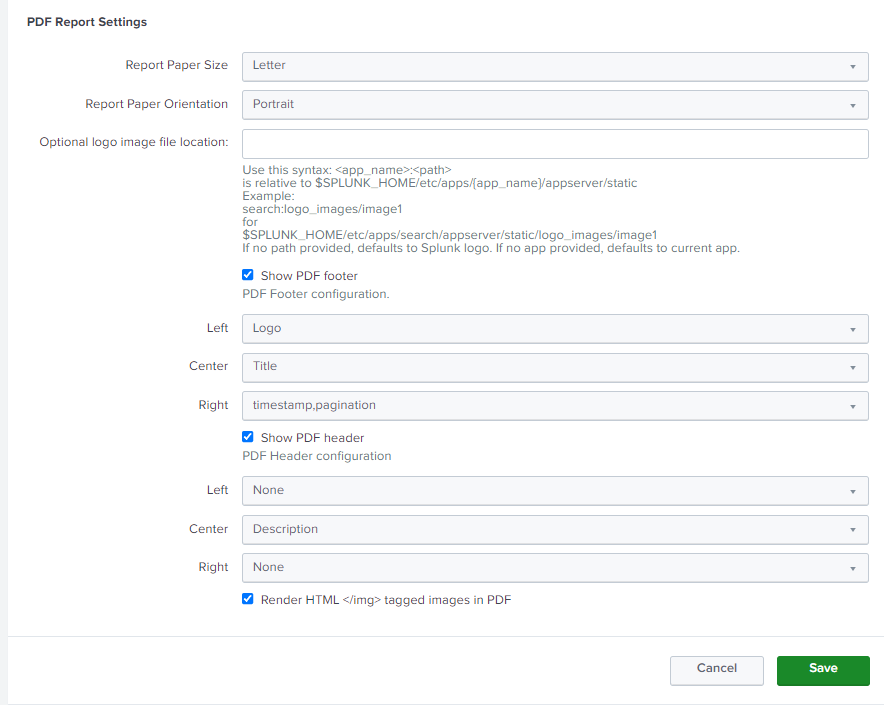 PDF Report Settings
Report Paper Size Letter
Report Paper Orientation Portrait
Optional logo image file location:
Use this syntax: <app_name>:<path>
is relative to $SPLUNK_HOME/etc/apps/{app_name}/appserver/static
Example:
search:logo_images/image1
for
$SPLUNK_HOME/etc/apps/search/appserver/static/logo_images/image1
If no path provided, defaults to Splunk logo. If no app provided, defaults to current app.
Show PDF footer
PDF Footer configuration.
Left Logo
Center Title
Right timestamp,pagination
Show PDF header
PDF Header configuration
Left None
Center Description
Right None
Render HTML </img> tagged images in PDF
Cancel Save